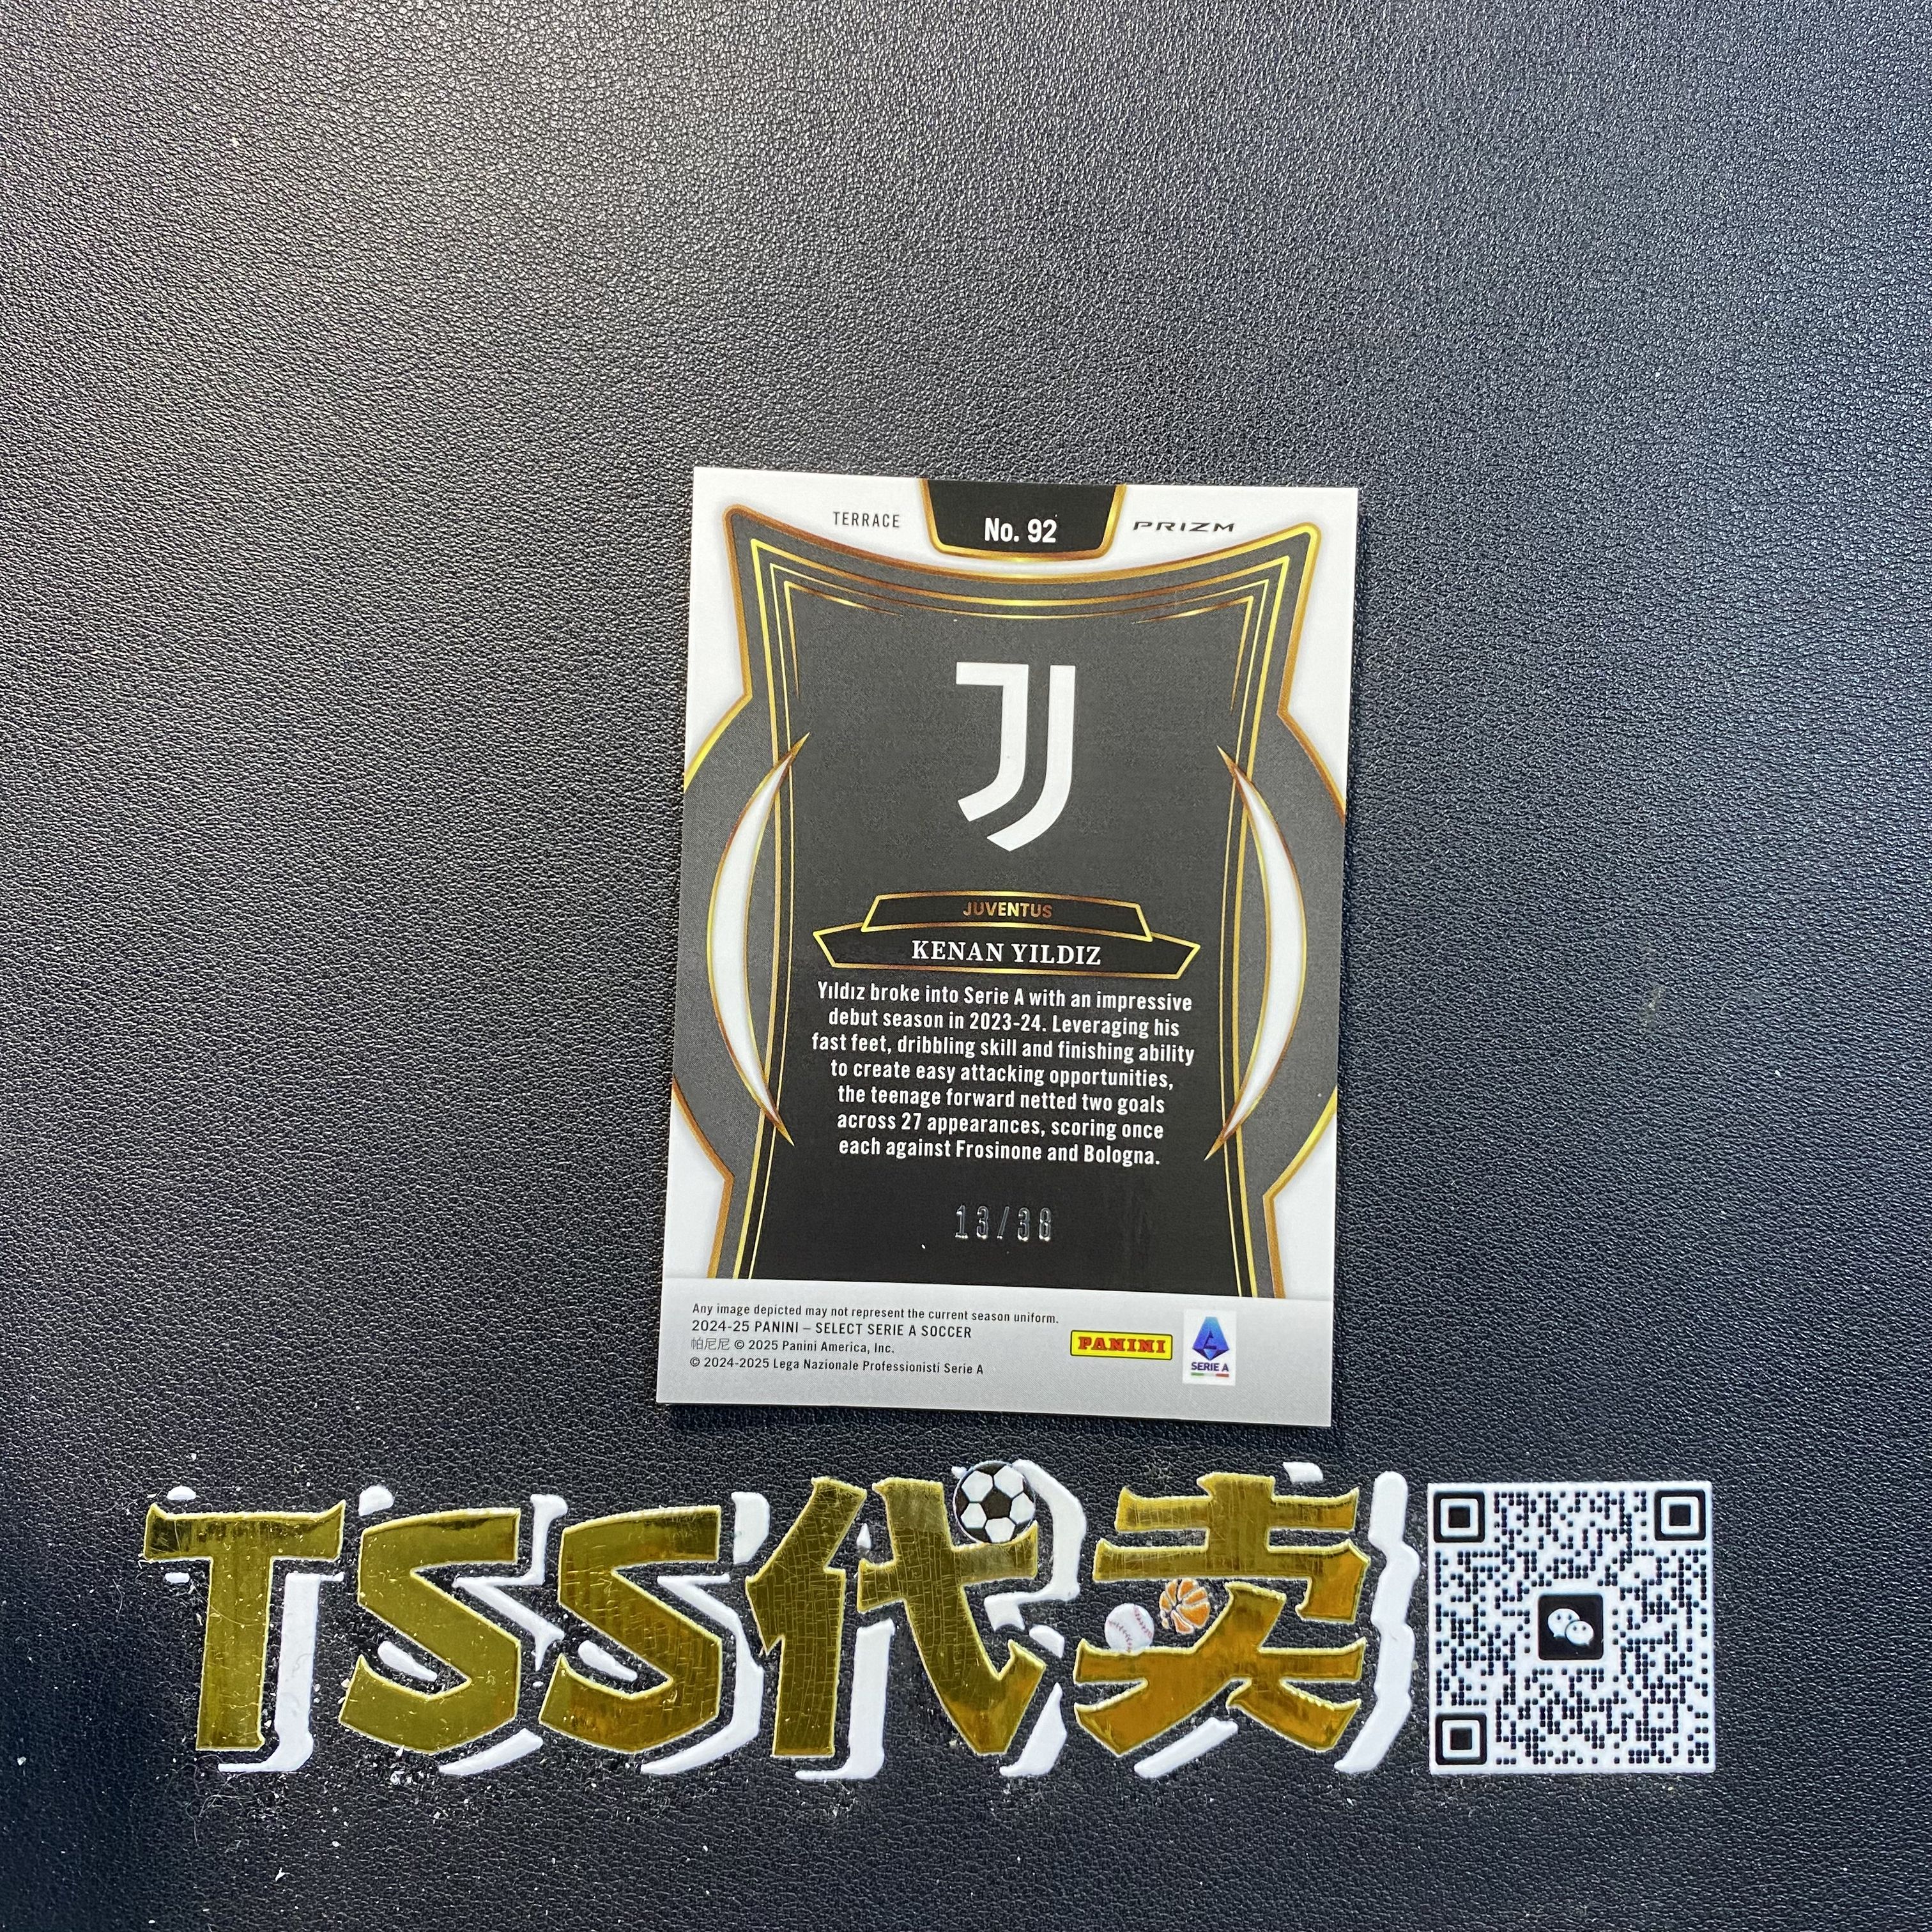 TERRACE
No. 92
PRIZM
JUVENTUS
KENAN YILDIZ
Yıldız broke into Serie A with an impressive
debut season in 2023-24. Leveraging his
fast feet, dribbling skill and finishing ability
to create easy attacking opportunities,
the teenage forward netted two goals
across 27 appearances, scoring once
each against Frosinone and Bologna.
13/38
Any image depicted may not represent the current season uniform.
2024-25 PANINI – SELECT SERIE A SOCCER
帕尼尼 © 2025 Panini America, Inc.
© 2024-2025 Lega Nazionale Professionisti Serie A
PANINI
SERIE A
TSS代卖